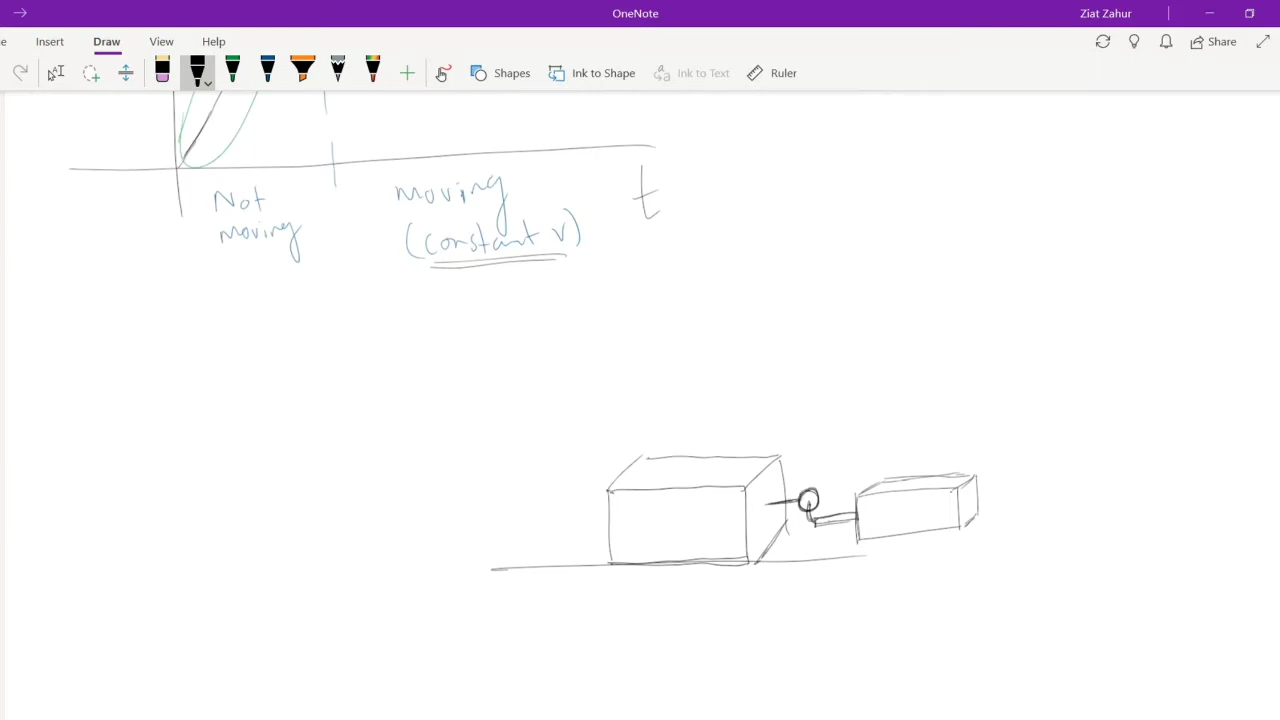 OneNote
Ziat Zahur
Insert Draw View Help
Share
Shapes Ink to Shape Ink to Text Ruler
Not
moving
moving
(constant v)
t